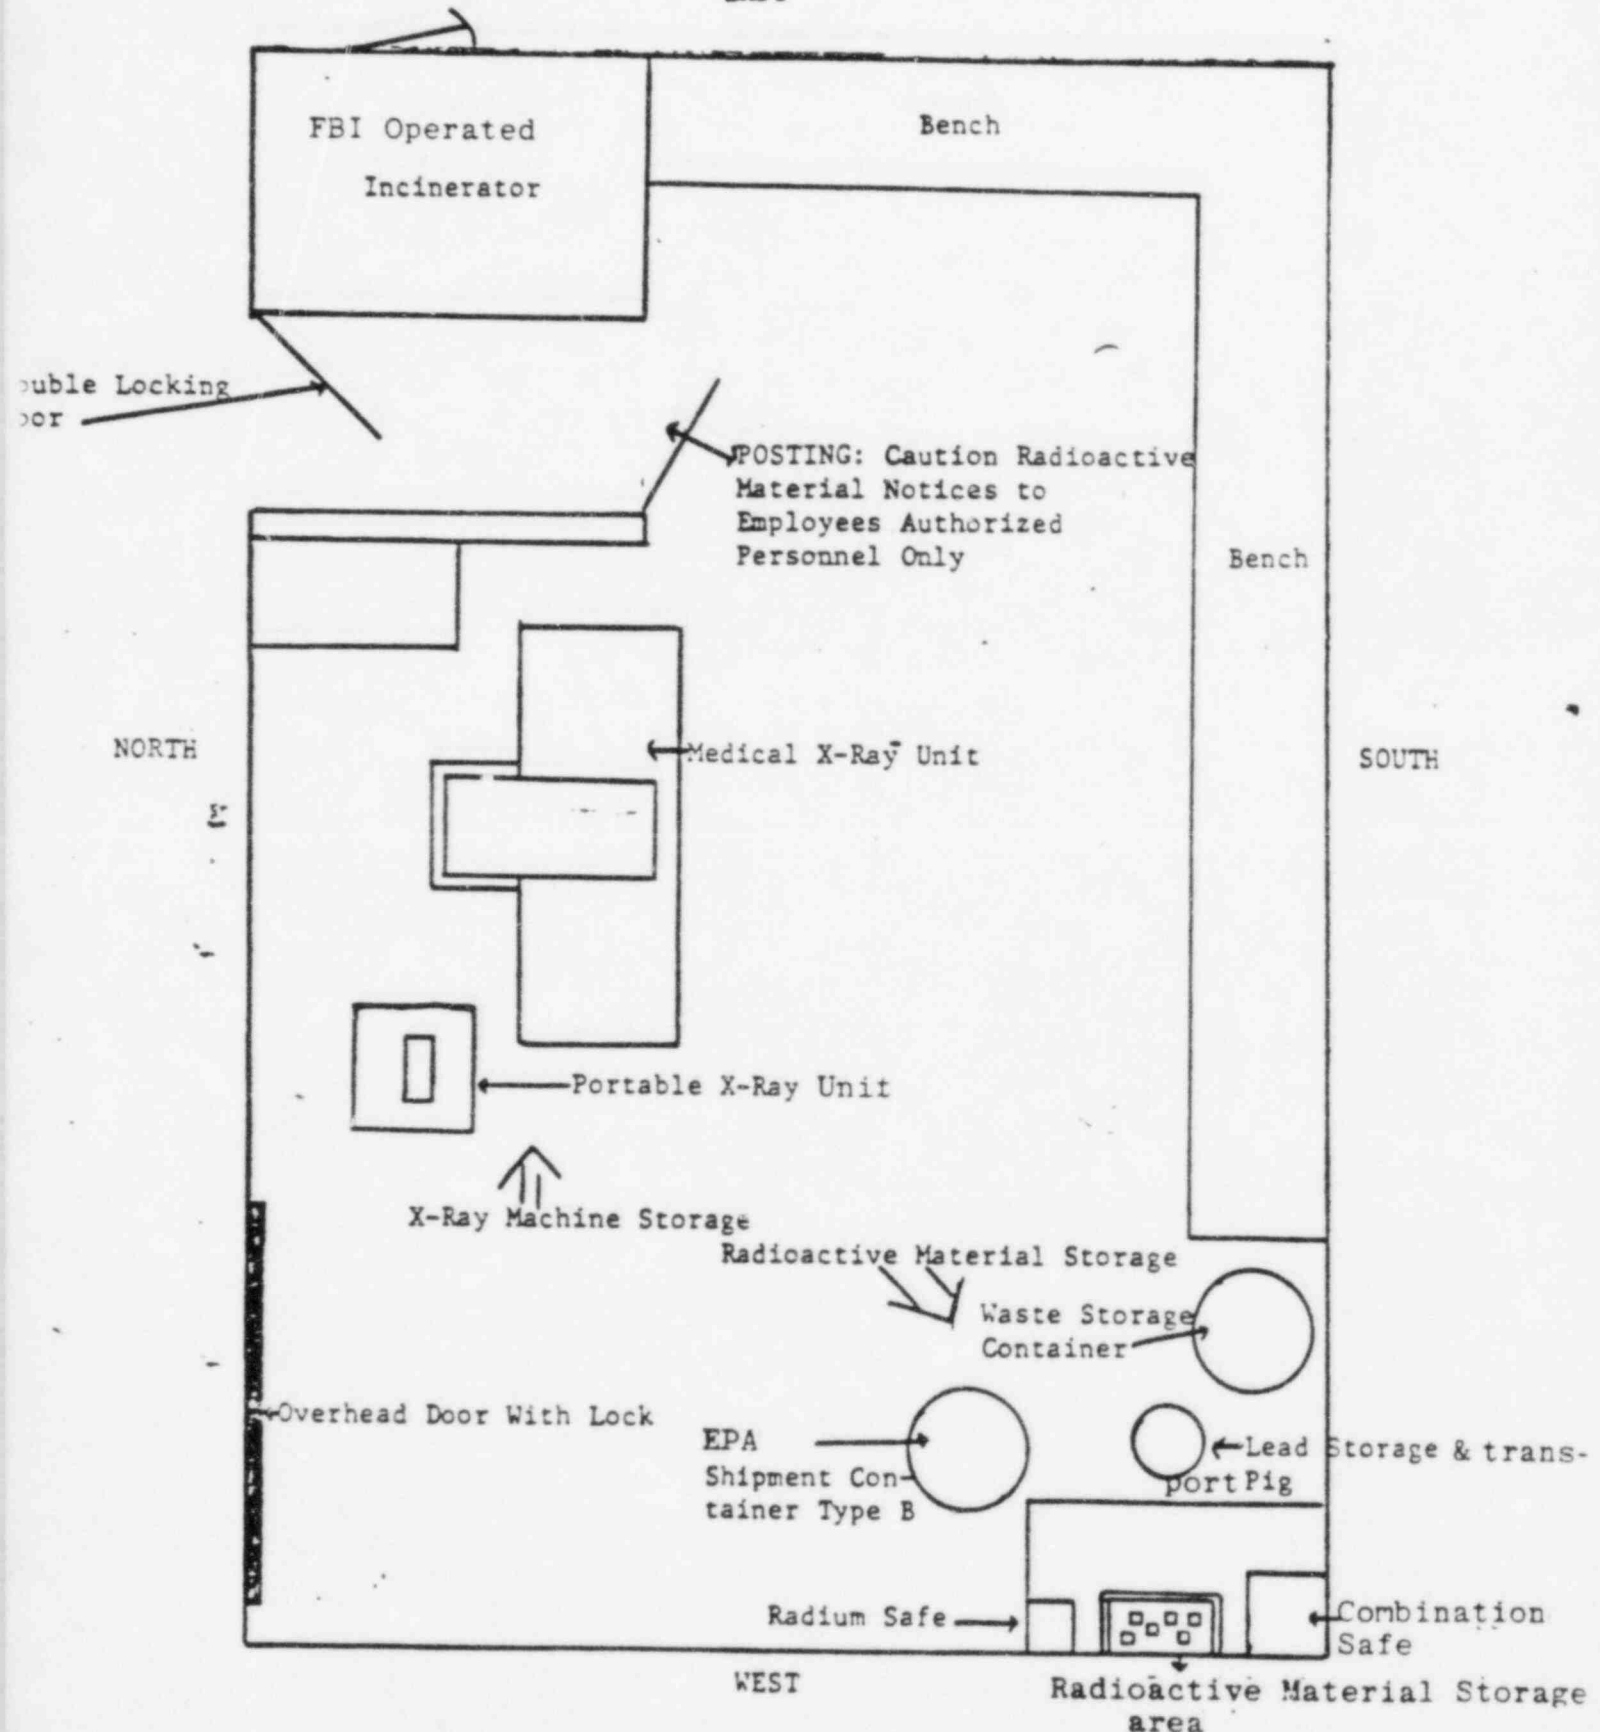 FBI Operated
Incinerator
Bench
Locking
POSTING: Caution Radioactive
Material Notices to
Employees Authorized
Personnel Only
Bench
NORTH
Medical X-Ray Unit
SOUTH
Portable X-Ray Unit
X-Ray Machine Storage
Radioactive Material Storage
Waste Storage
Container
Overhead Door With Lock
EPA
Shipment Con-
tainer Type B
Lead Storage & trans-
port Pig
Radium Safe
Combination
Safe
WEST
Radioactive Material Storage
area